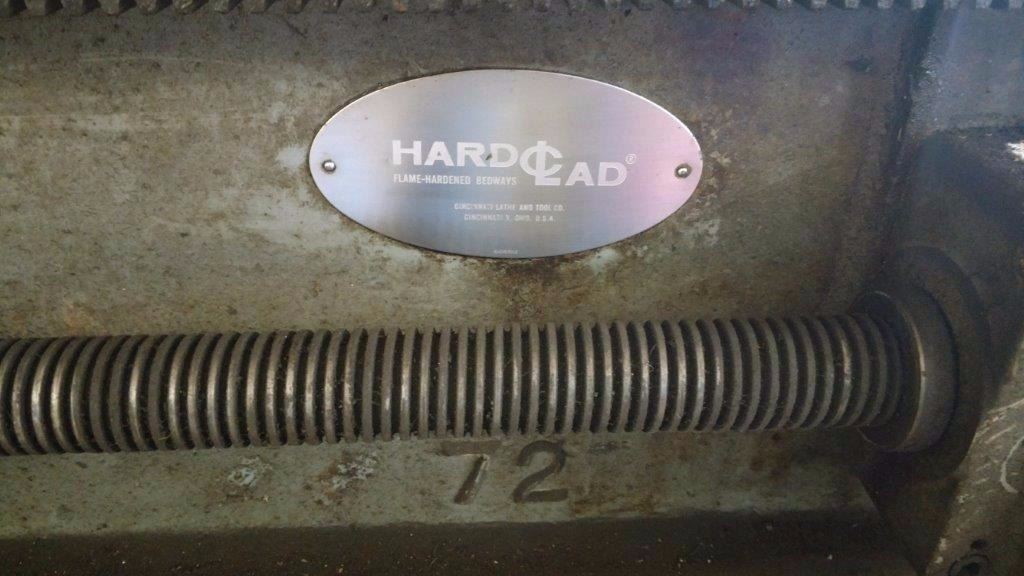 HARDCLAD®
FLAME-HARDENED BEDWAYS
CINCINNATI LATHE AND TOOL CO.
CINCINNATI 9, OHIO, U.S.A.
72"